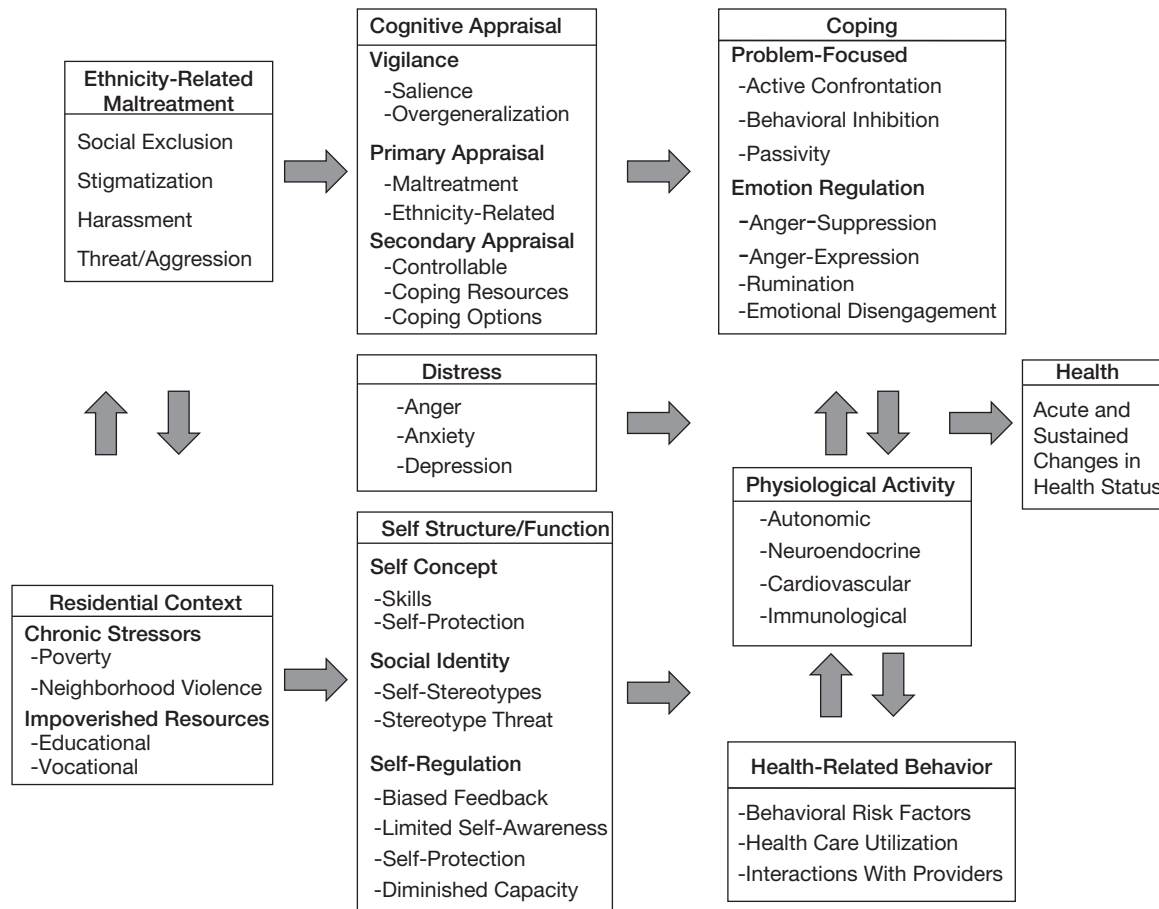 Ethnicity-Related
Maltreatment
Social Exclusion
Stigmatization
Harassment
Threat/Aggression
Cognitive Appraisal
Vigilance
-Salience
-Overgeneralization
Primary Appraisal
-Maltreatment
-Ethnicity-Related
Secondary Appraisal
-Controllable
-Coping Resources
-Coping Options
Coping
Problem-Focused
-Active Confrontation
-Behavioral Inhibition
-Passivity
Emotion Regulation
-Anger-Suppression
-Anger-Expression
-Rumination
-Emotional Disengagement
Distress
-Anger
-Anxiety
-Depression
Health
Acute and
Sustained
Changes in
Health Status
Physiological Activity
-Autonomic
-Neuroendocrine
-Cardiovascular
-Immunological
Residential Context
Chronic Stressors
-Poverty
-Neighborhood Violence
Impoverished Resources
-Educational
-Vocational
Self Structure/Function
Self Concept
-Skills
-Self-Protection
Social Identity
-Self-Stereotypes
-Stereotype Threat
Self-Regulation
-Biased Feedback
-Limited Self-Awareness
-Self-Protection
-Diminished Capacity
Health-Related Behavior
-Behavioral Risk Factors
-Health Care Utilization
-Interactions With Providers